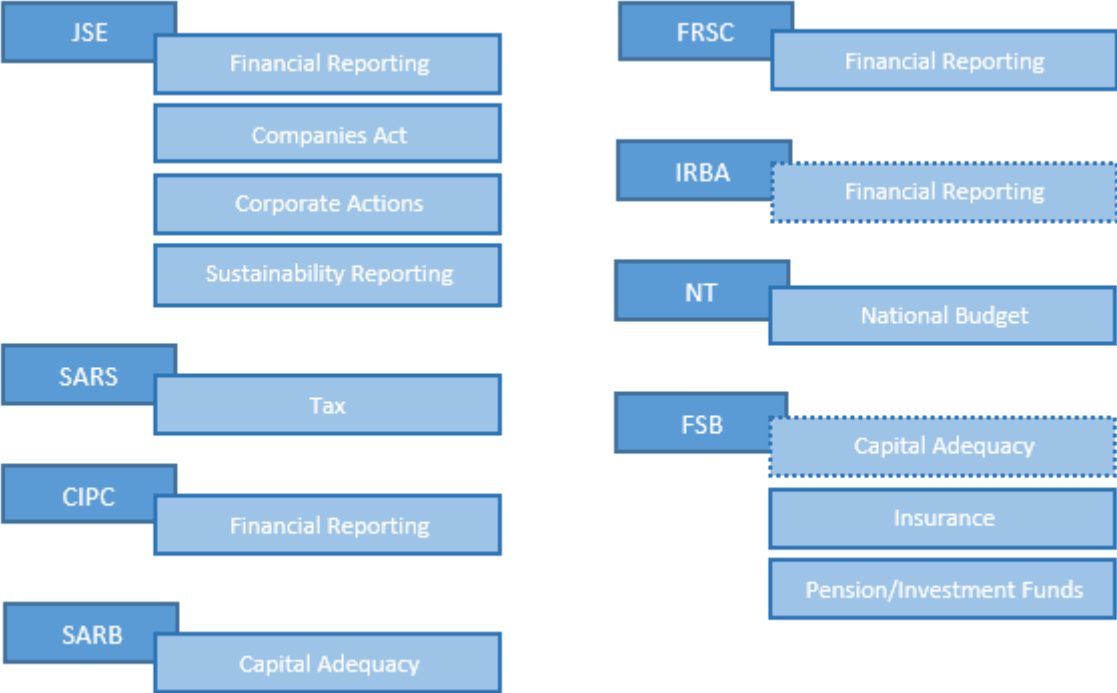 JSE
Financial Reporting
Companies Act
Corporate Actions
Sustainability Reporting
SARS
Tax
CIPC
Financial Reporting
SARB
Capital Adequacy
FRSC
Financial Reporting
IRBA
Financial Reporting
NT
National Budget
FSB
Capital Adequacy
Insurance
Pension/Investment Funds